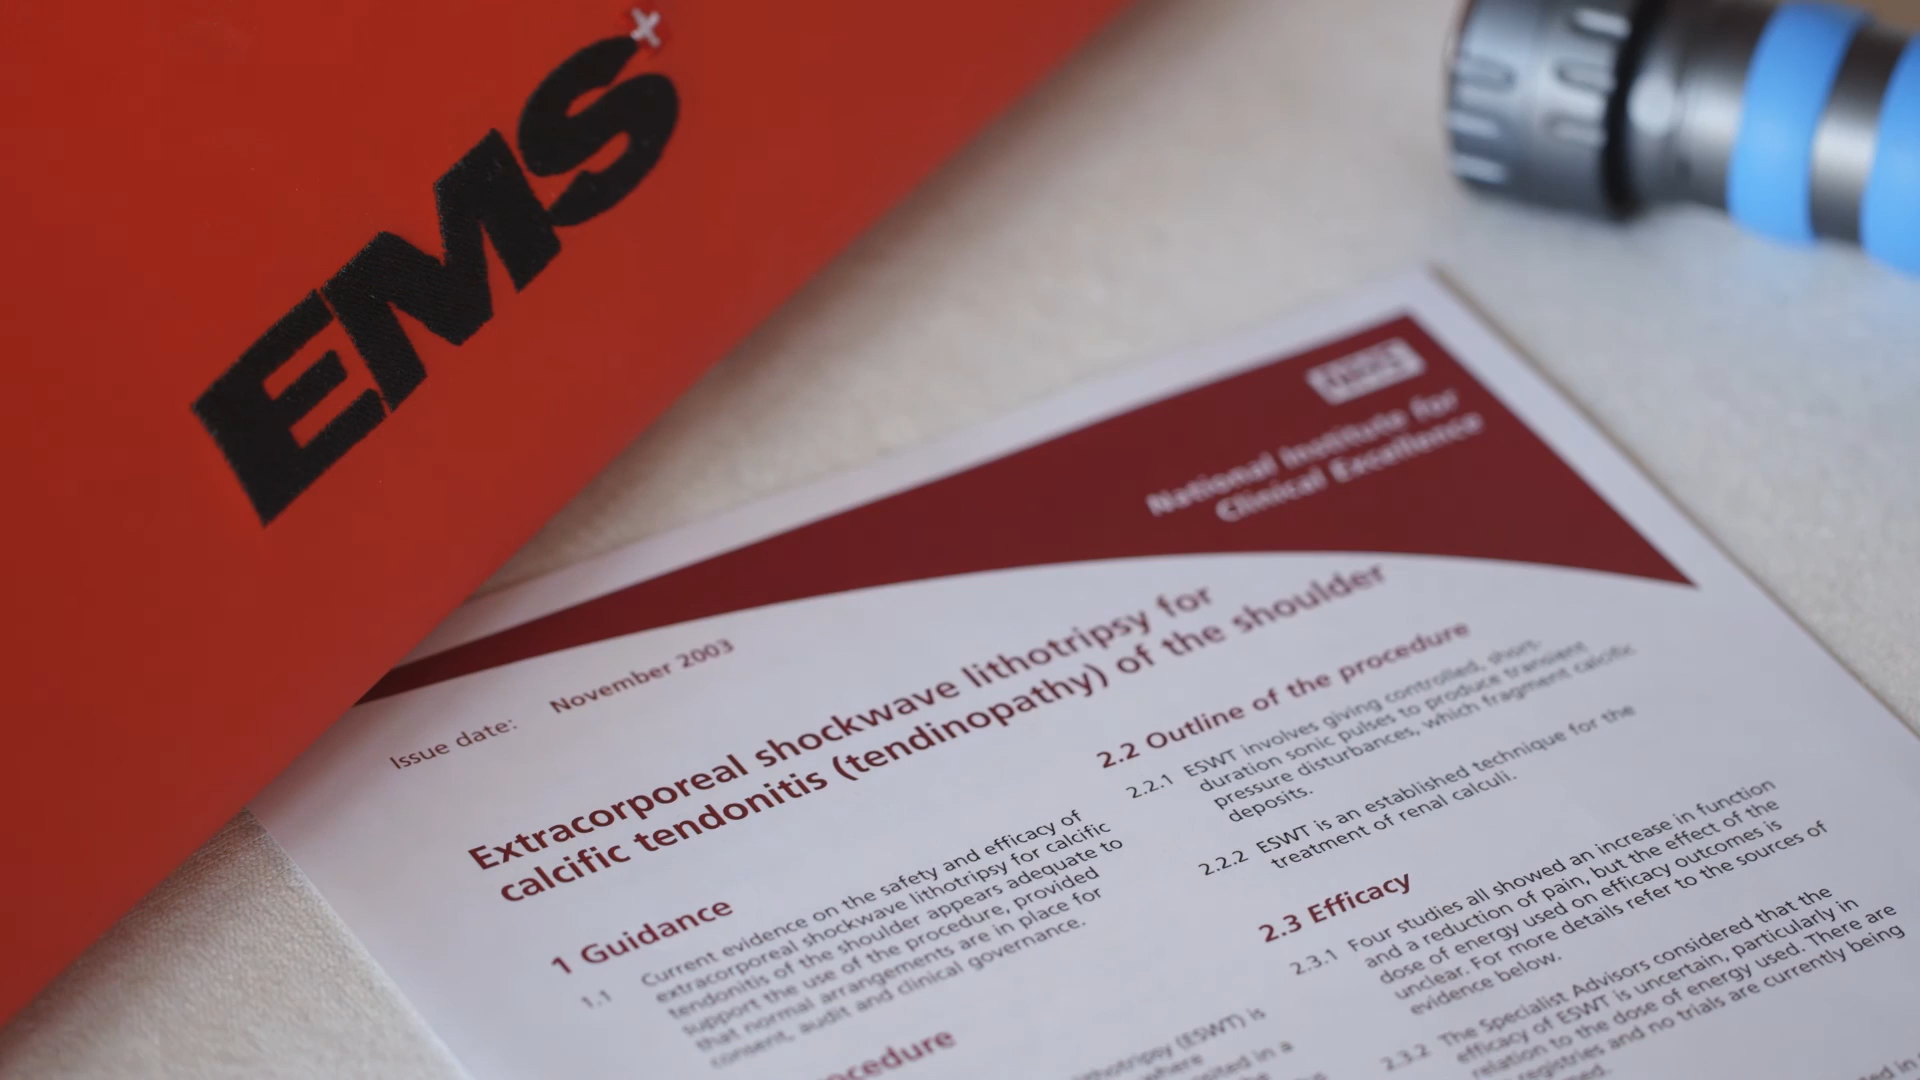 EMS+
National Institute for
Clinical Excellence
Issue date: November 2003
Extracorporeal shockwave lithotripsy for
calcific tendonitis (tendinopathy) of the shoulder
1 Guidance
1.1 Current evidence on the safety and efficacy of
extracorporeal shockwave lithotripsy for calcific
tendonitis of the shoulder appears adequate to
support the use of the procedure, provided
that normal arrangements are in place for
consent, audit and clinical governance.
ocedure
hotripsy (ESWT) is
where
in a
2.2 Outline of the procedure
2.2.1 ESWT involves giving controlled, short-
duration sonic pulses to produce transient
pressure disturbances, which fragment calcific
deposits.
2.2.2 ESWT is an established technique for the
treatment of renal calculi.
2.3 Efficacy
2.3.1 Four studies all showed an increase in function
and a reduction of pain, but the effect of the
dose of energy used on efficacy outcomes is
unclear. For more details refer to the sources of
evidence below.
2.3.2 The Specialist Advisors considered that the
efficacy of ESWT is uncertain, particularly in
relation to the dose of energy used. There are
registries and no trials are currently being